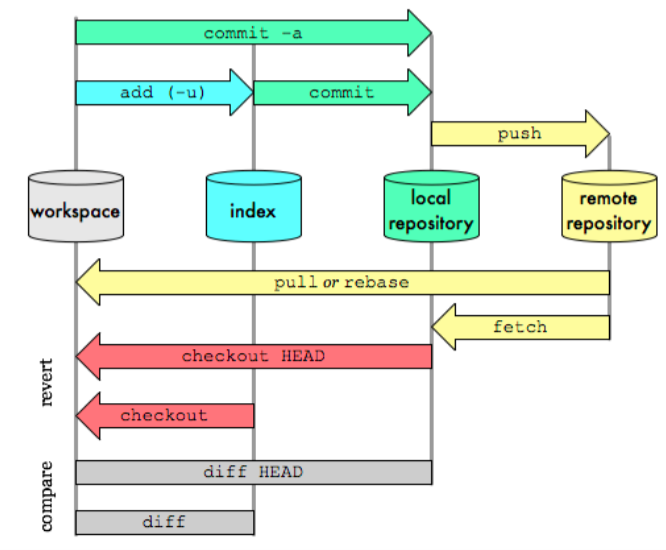 commit -a
add (-u)
commit
push
workspace
index
local
repository
remote
repository
pull or rebase
fetch
revert
checkout HEAD
checkout
compare
diff HEAD
diff